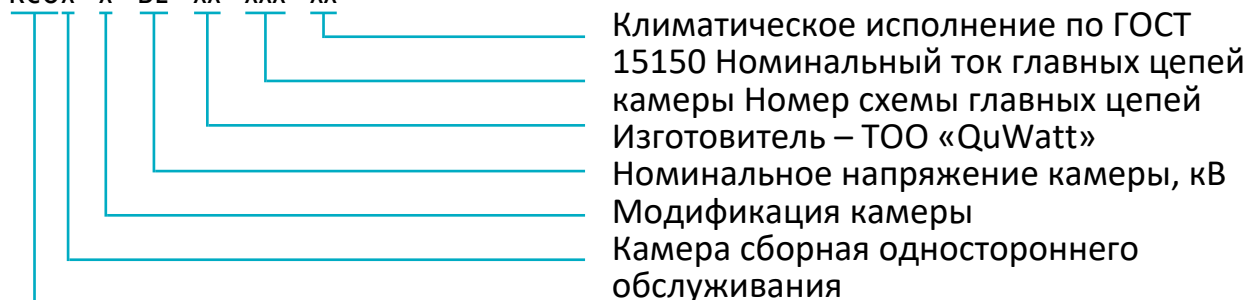 Климатическое исполнение по ГОСТ
15150 Номинальный ток главных цепей
камеры Номер схемы главных цепей
Изготовитель – ТОО «QuWatt»
Номинальное напряжение камеры, кВ
Модификация камеры
Камера сборная одностороннего
обслуживания